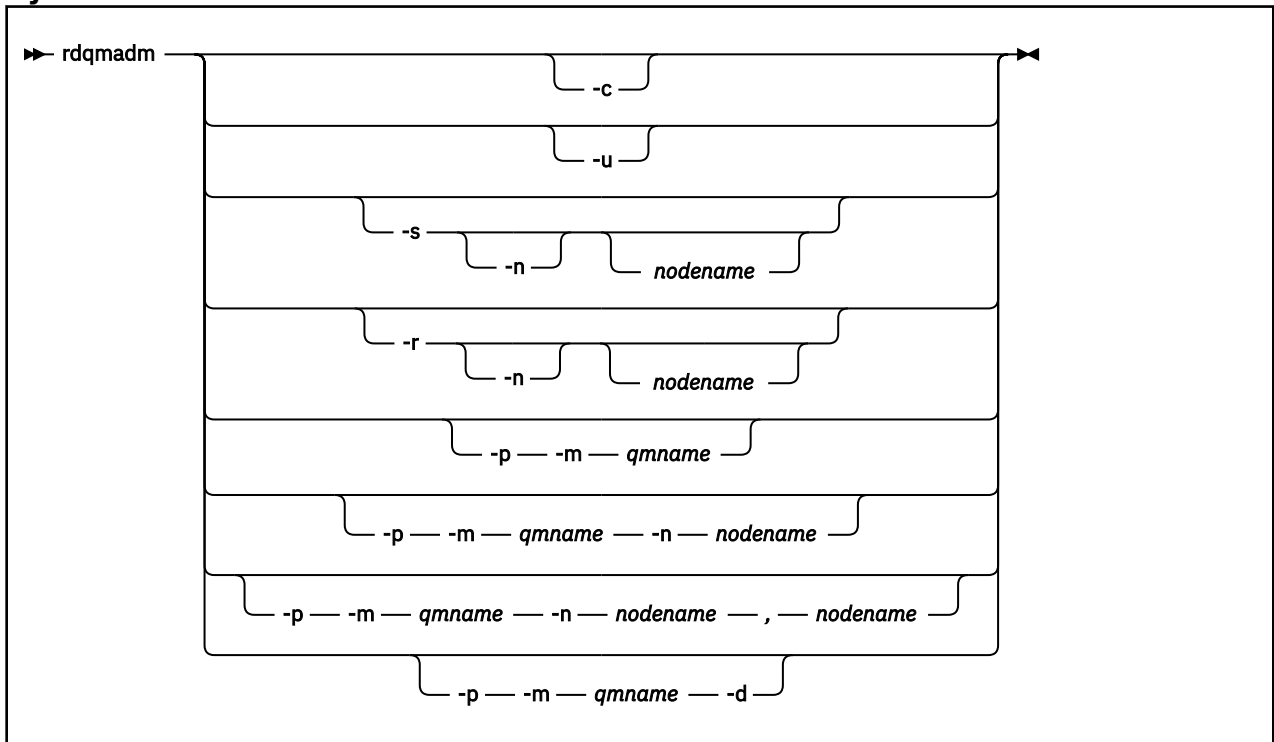 rdqmadm
-c
-u
-s
-n nodename
-r
-n nodename
-p -m qmname
-p -m qmname -n nodename
-p -m qmname -n nodename , nodename
-p -m qmname -d